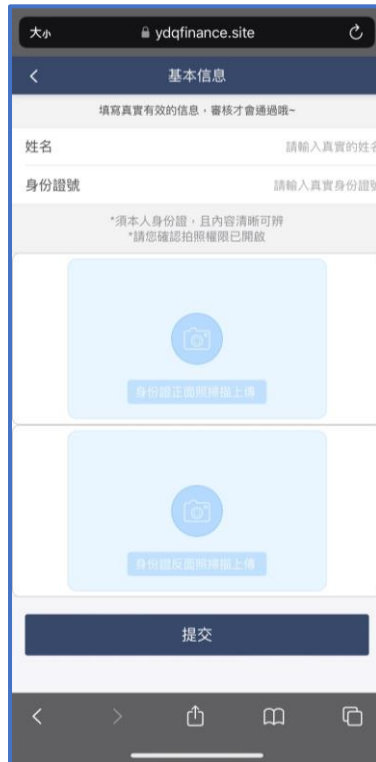 大小 ydqfinance.site
基本信息
填寫真實有效的信息，審核才會通過哦~
姓名 請輸入真實的姓名
身份證號 請輸入真實身份證號
*須本人身份證，且內容清晰可辨
*請您確認拍照權限已開啟
身份證正面照掃描上傳
身份證反面照掃描上傳
提交